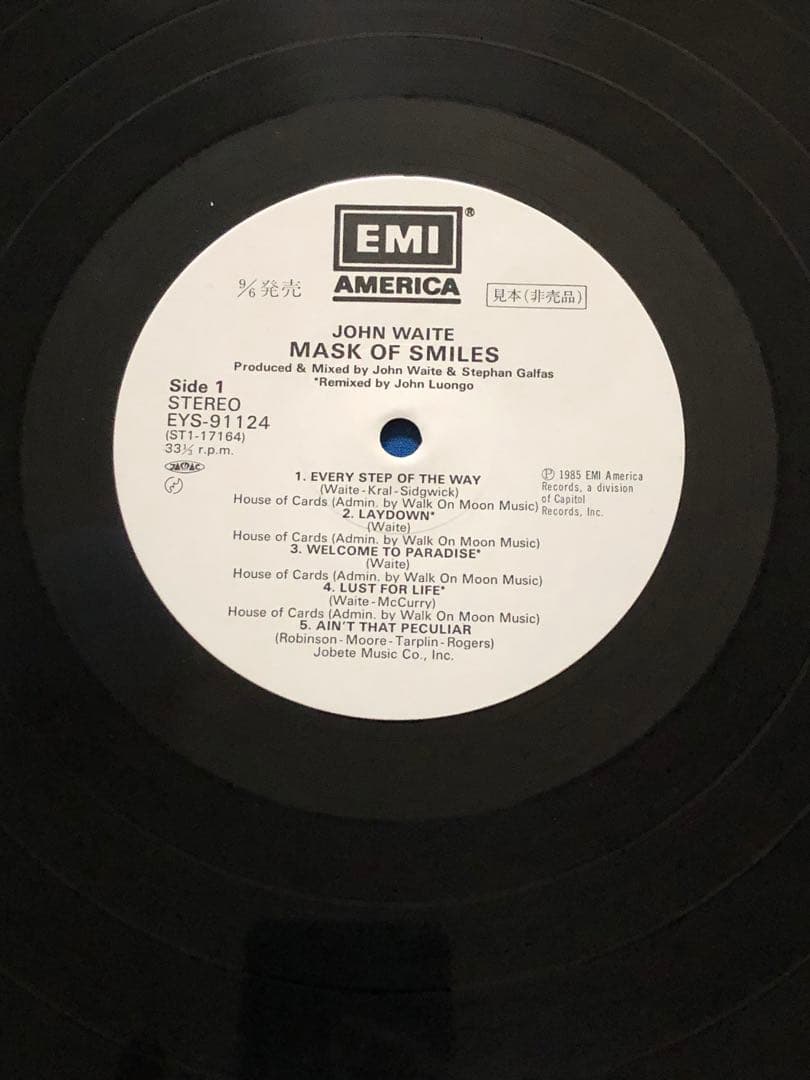 EMI®
AMERICA
9/6 発売
見本(非売品)
JOHN WAITE
MASK OF SMILES
Produced & Mixed by John Waite & Stephan Galfas
*Remixed by John Luongo
Side 1
STEREO
EYS-91124
(ST1-17164)
33⅓ r.p.m.
JASRAC
1. EVERY STEP OF THE WAY
(Waite-Kral-Sidgwick)
House of Cards (Admin. by Walk On Moon Music)
2. LAYDOWN*
(Waite)
House of Cards (Admin. by Walk On Moon Music)
3. WELCOME TO PARADISE*
(Waite)
House of Cards (Admin. by Walk On Moon Music)
4. LUST FOR LIFE*
(Waite-McCurry)
House of Cards (Admin. by Walk On Moon Music)
5. AIN'T THAT PECULIAR
(Robinson-Moore-Tarplin-Rogers)
Jobete Music Co., Inc.
℗ 1985 EMI America
Records, a division
of Capitol
Records, Inc.